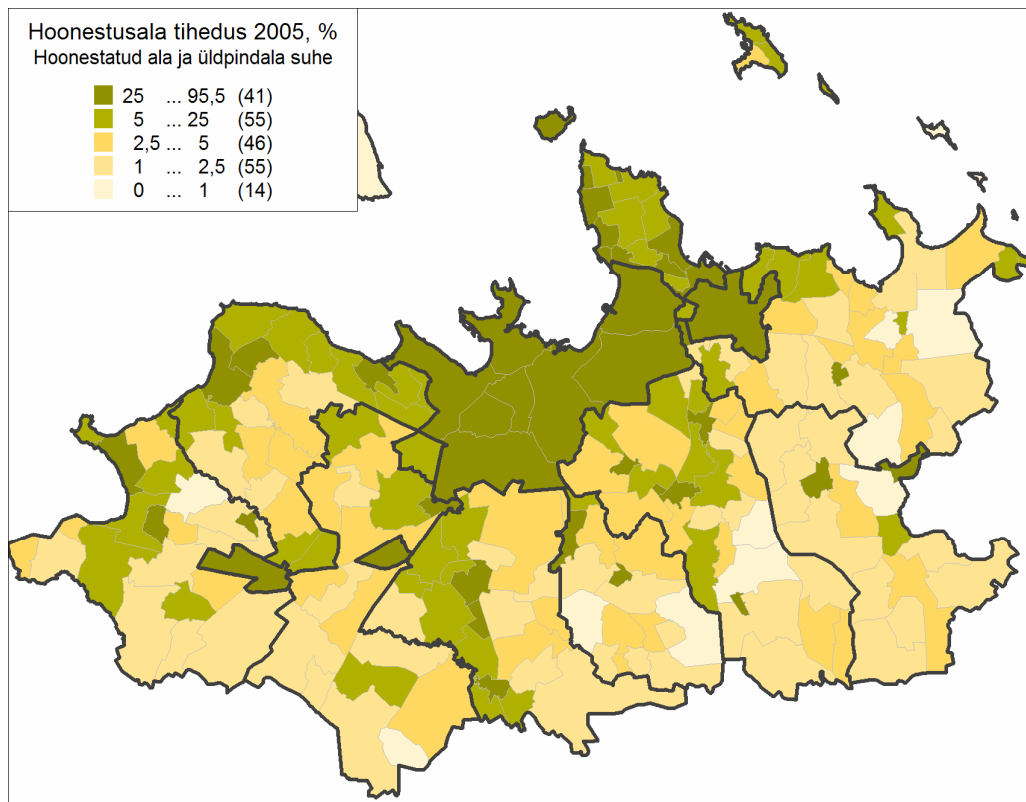 Hoonestusala tihedus 2005, %
Hoonestatud ala ja üldpindala suhe
25 ... 95,5 (41)
5 ... 25 (55)
2,5 ... 5 (46)
1 ... 2,5 (55)
0 ... 1 (14)